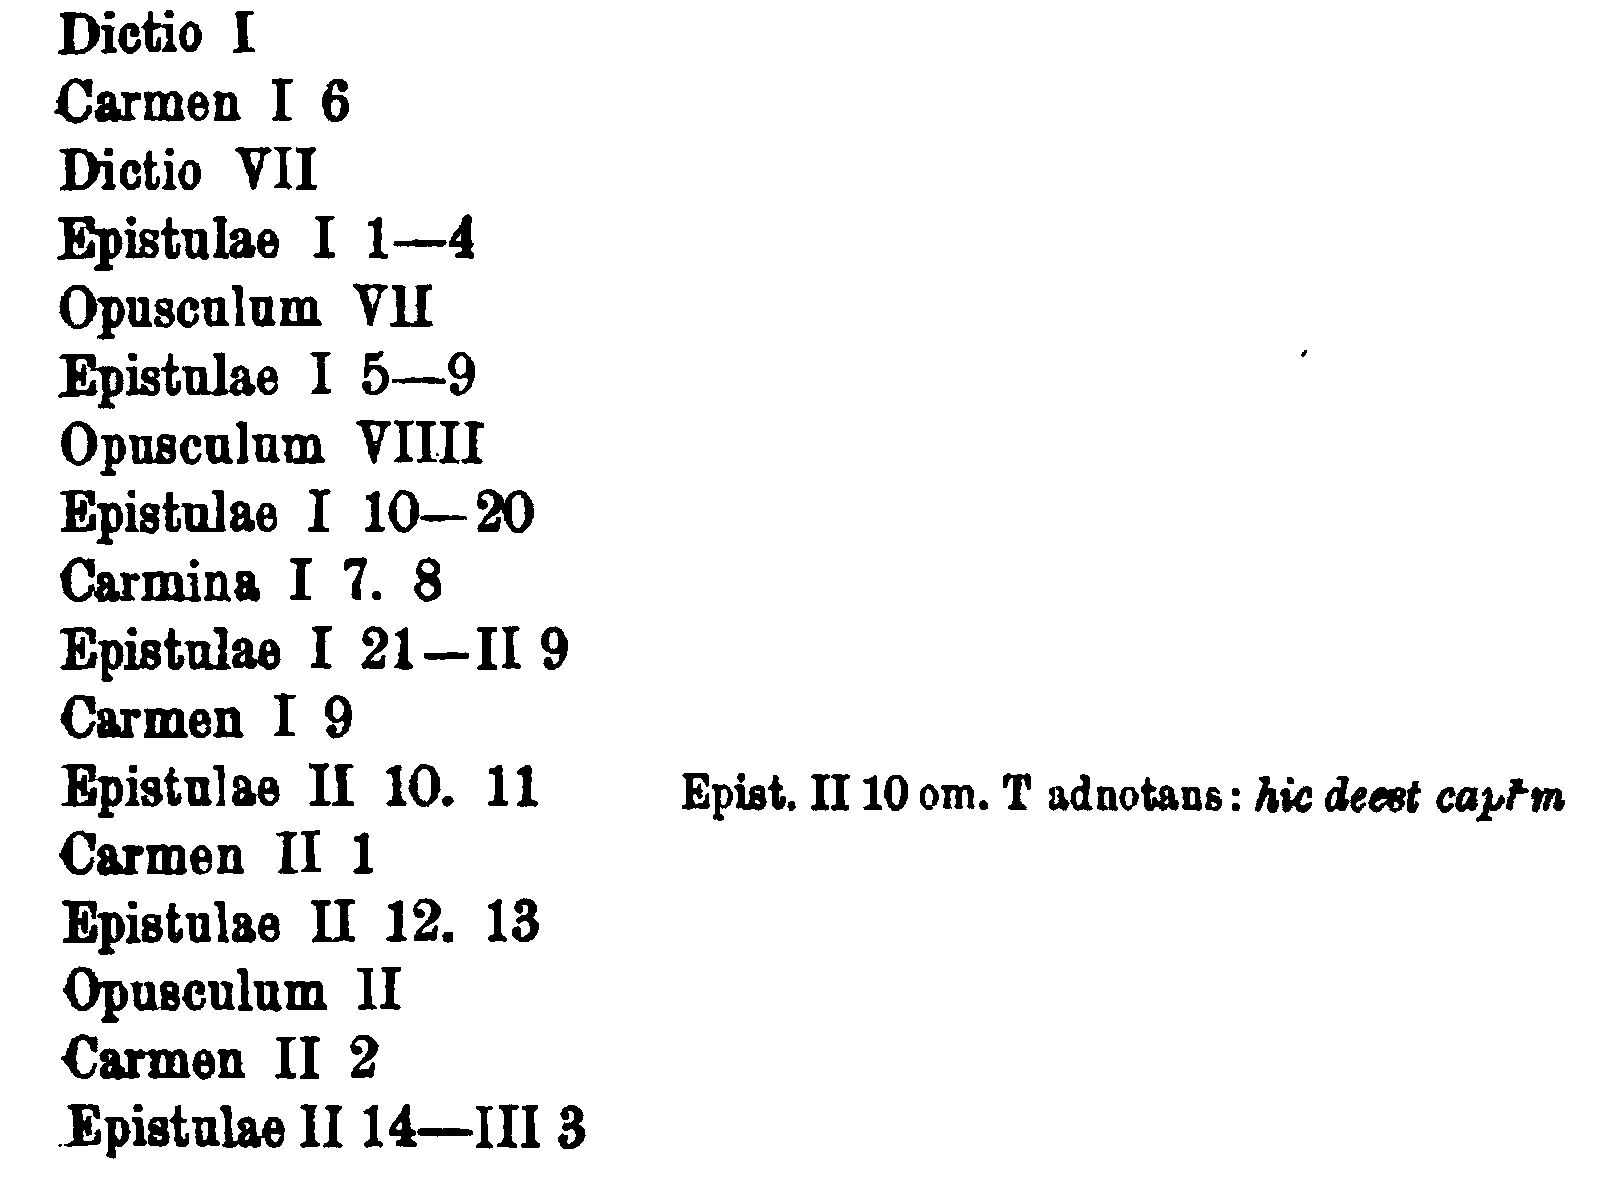 Dictio I
Carmen I 6
Dictio VII
Epistulae I 1—4
Opusculum VII
Epistulae I 5—9
Opusculum VIIII
Epistulae I 10—20
Carmina I 7. 8
Epistulae I 21—II 9
Carmen I 9
Epistulae II 10. 11 Epist. II 10 om. T adnotans: hic deest
Carmen II 1
Epistulae II 12. 13
Opusculum II
Carmen II 2
Epistulae II 14—III 3